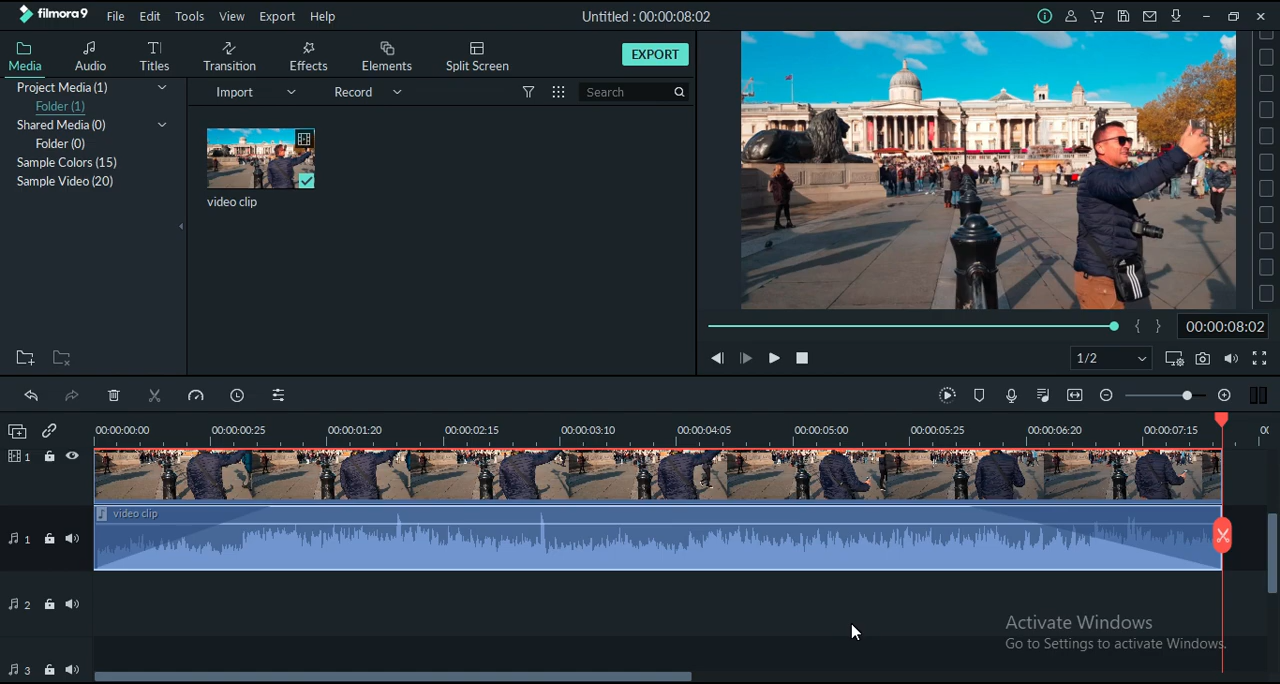 filmora9 File Edit Tools View Export Help Untitled : 00:00:08:02
Media Audio Titles Transition Effects Elements Split Screen EXPORT
Project Media (1)
Folder (1)
Shared Media (0)
Folder (0)
Sample Colors (15)
Sample Video (20)
Import Record Search
video clip
00:00:08:02
1/2
00:00:00:00 00:00:00:25 00:00:01:20 00:00:02:15 00:00:03:10 00:00:04:05 00:00:05:00 00:00:05:25 00:00:06:20 00:00:07:15
1
video clip
1
2
3
Activate Windows
Go to Settings to activate Windows.